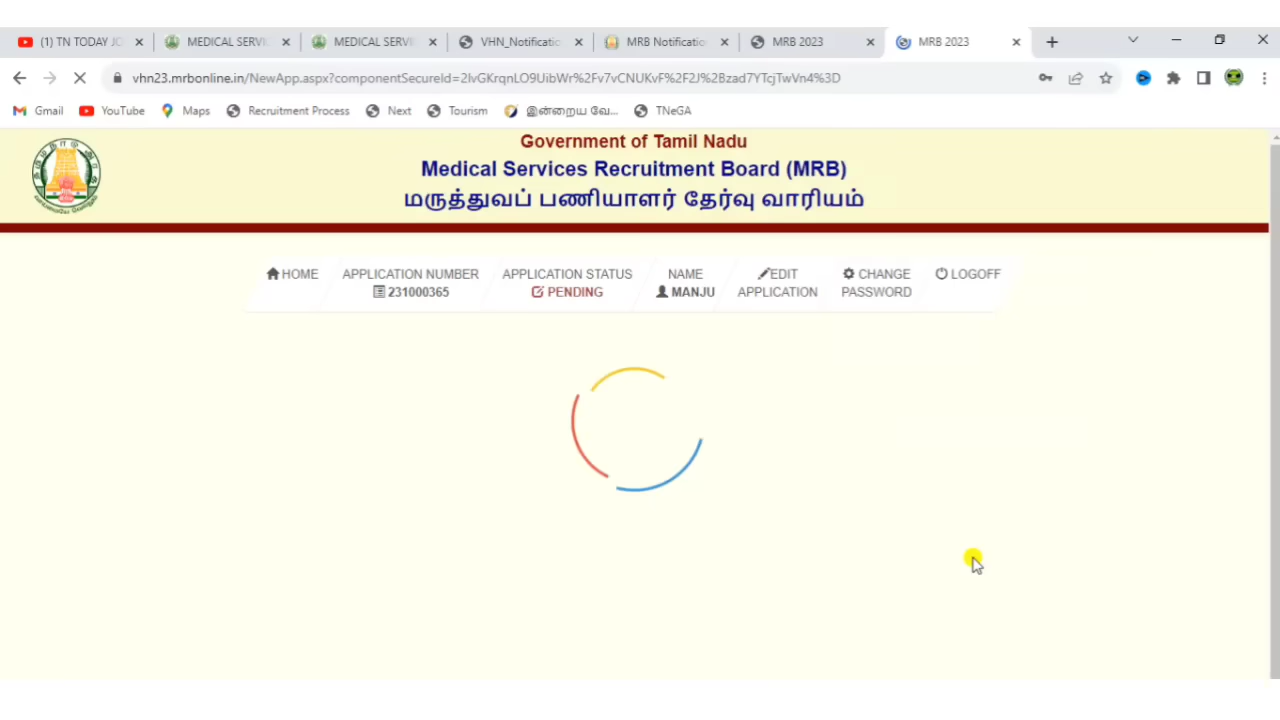 (1) TN TODAY JO
MEDICAL SERVI
MEDICAL SERVI
VHN_Notificatio
MRB Notificatio
MRB 2023
MRB 2023
vhn23.mrbonline.in/NewApp.aspx?componentSecureId=2IvGKrqnLO9UibWr%2Fv7vCNUKvF%2F2J%2Bzad7YTcjTwVn4%3D
Gmail
YouTube
Maps
Recruitment Process
Next
Tourism
இன்றைய வே...
TNeGA
Government of Tamil Nadu
Medical Services Recruitment Board (MRB)
மருத்துவப் பணியாளர் தேர்வு வாரியம்
HOME
APPLICATION NUMBER
231000365
APPLICATION STATUS
PENDING
NAME
MANJU
EDIT
APPLICATION
CHANGE
PASSWORD
LOGOFF